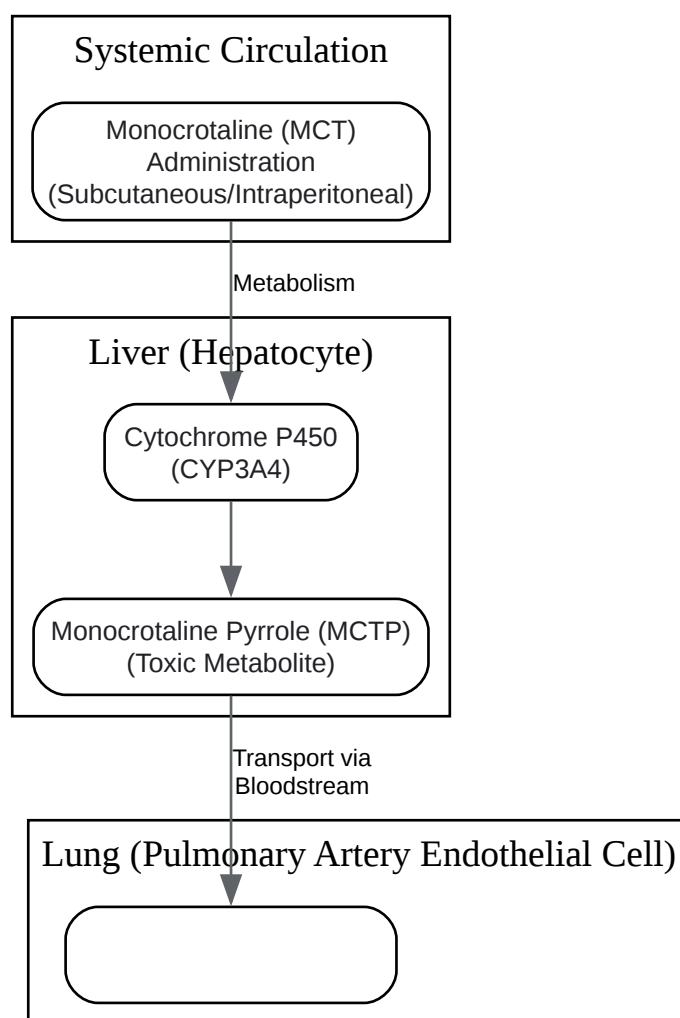 Systemic Circulation
Monocrotaline (MCT)
Administration
(Subcutaneous/Intraperitoneal)
Metabolism
Liver (Hepatocyte)
Cytochrome P450
(CYP3A4)
Monocrotaline Pyrrole (MCTP)
(Toxic Metabolite)
Transport via
Bloodstream
Lung (Pulmonary Artery Endothelial Cell)